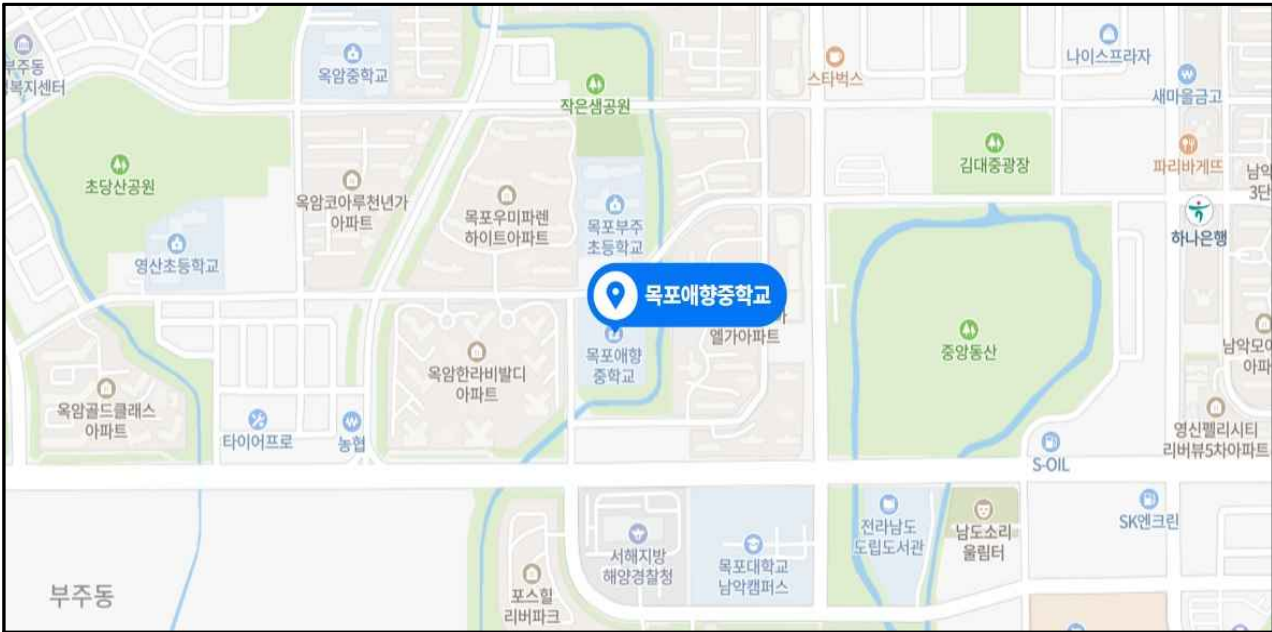 부주동
복지센터
옥암중학교
작은샘공원
스타벅스
나이스프라자
새마을금고
초당산공원
옥암코아루천년가
아파트
목포우미파렌
하이트아파트
목포부주
초등학교
김대중광장
파리바게뜨
남악
3단
영산초등학교
하나은행
목포애향중학교
엘가아파트
목포애향
중학교
중앙동산
옥암한라비발디
아파트
남악모아
아파
옥암골드클래스
아파트
타이어프로
농협
영신펠리시티
리버뷰5차아파트
S-OIL
SK엔크린
전라남도
도립도서관
남도소리
울림터
서해지방
해양경찰청
목포대학교
남악캠퍼스
포스힐
리버파크
부주동